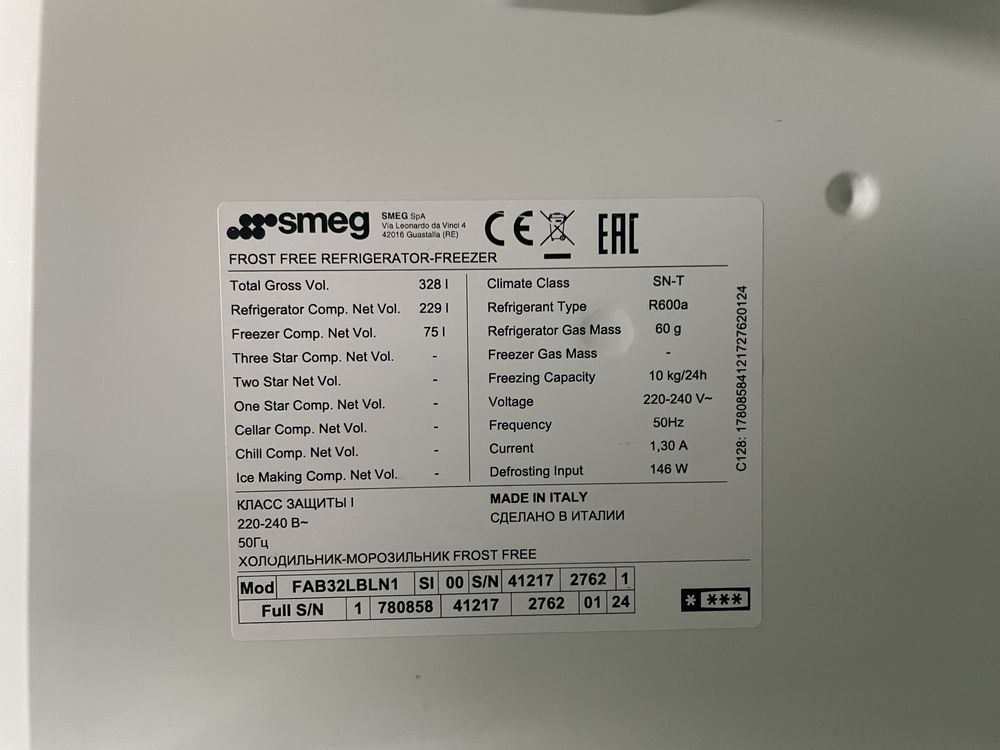 smeg
SMEG SpA
Via Leonardo da Vinci 4
42016 Guastalla (RE)
CE
EAC
FROST FREE REFRIGERATOR-FREEZER
Total Gross Vol. 328 l
Refrigerator Comp. Net Vol. 229 l
Freezer Comp. Net Vol. 75 l
Three Star Comp. Net Vol. -
Two Star Net Vol. -
One Star Comp. Net Vol. -
Cellar Comp. Net Vol. -
Chill Comp. Net Vol. -
Ice Making Comp. Net Vol. -
Climate Class SN-T
Refrigerant Type R600a
Refrigerator Gas Mass 60 g
Freezer Gas Mass -
Freezing Capacity 10 kg/24h
Voltage 220-240 V~
Frequency 50Hz
Current 1,30 A
Defrosting Input 146 W
C128: 17808584121727620124
КЛАСС ЗАЩИТЫ I
220-240 В~
50Гц
MADE IN ITALY
СДЕЛАНО В ИТАЛИИ
ХОЛОДИЛЬНИК-МОРОЗИЛЬНИК FROST FREE
Mod FAB32LBLN1 SI 00 S/N 41217 2762 1
Full S/N 1 780858 41217 2762 01 24
* ***